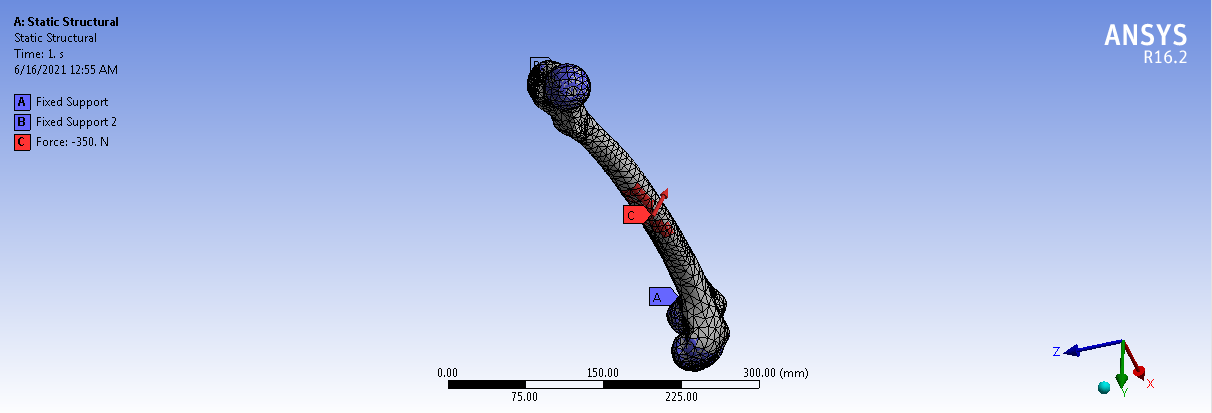 A: Static Structural
Static Structural
Time: 1. s
6/16/2021 12:55 AM
A Fixed Support
B Fixed Support 2
C Force: -350. N
ANSYS
R16.2
C
A
0.00 150.00 300.00 (mm)
75.00 225.00
Z
Y
X